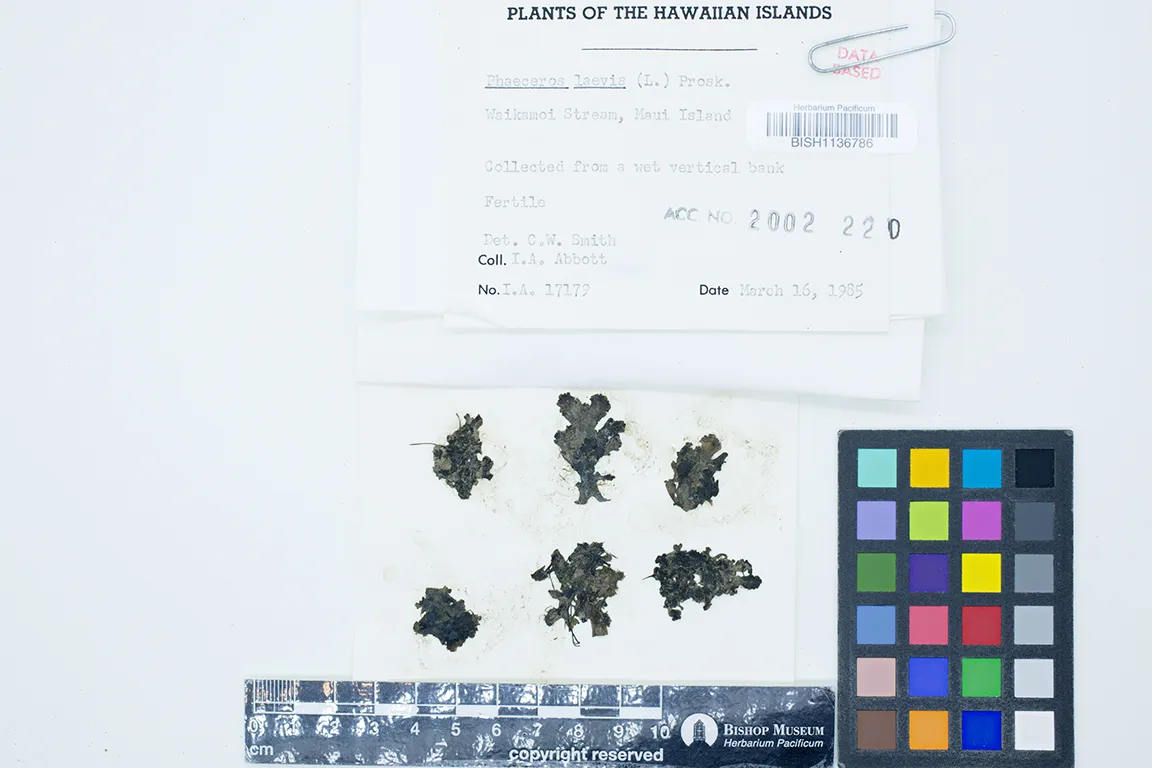 PLANTS OF THE HAWAIIAN ISLANDS
DATA
BASED
Phaeceros laevis (L.) Prosk.
Waikamoi Stream, Maui Island
Herbarium Pacificum
BISH1136786
Collected from a wet vertical bank
Fertile
ACC. NO. 2002 220
Det. C.W. Smith
Coll. I.A. Abbott
No. I.A. 17179 Date March 16, 1985
0 1 2 3 4 5 6 7 8 9 10
cm
copyright reserved
BISHOP MUSEUM
Herbarium Pacificum